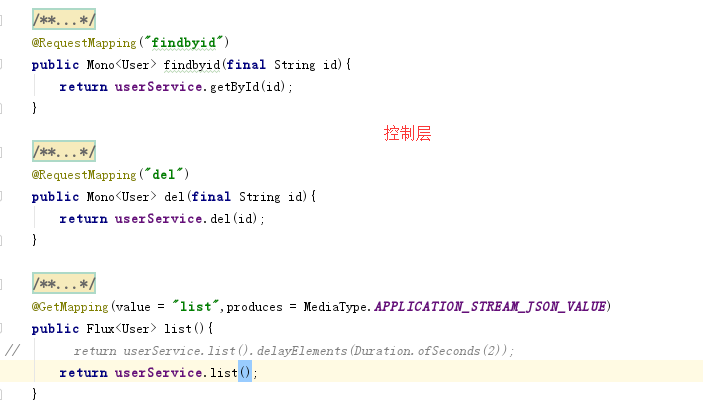 /**...*/
@RequestMapping("findbyid")
public Mono<User> findbyid(final String id){
return userService.getById(id);
}
控制层
/**...*/
@RequestMapping("del")
public Mono<User> del(final String id){
return userService.del(id);
}
/**...*/
@GetMapping(value = "list",produces = MediaType.APPLICATION_STREAM_JSON_VALUE)
public Flux<User> list(){
// return userService.list().delayElements(Duration.ofSeconds(2));
return userService.list();
}